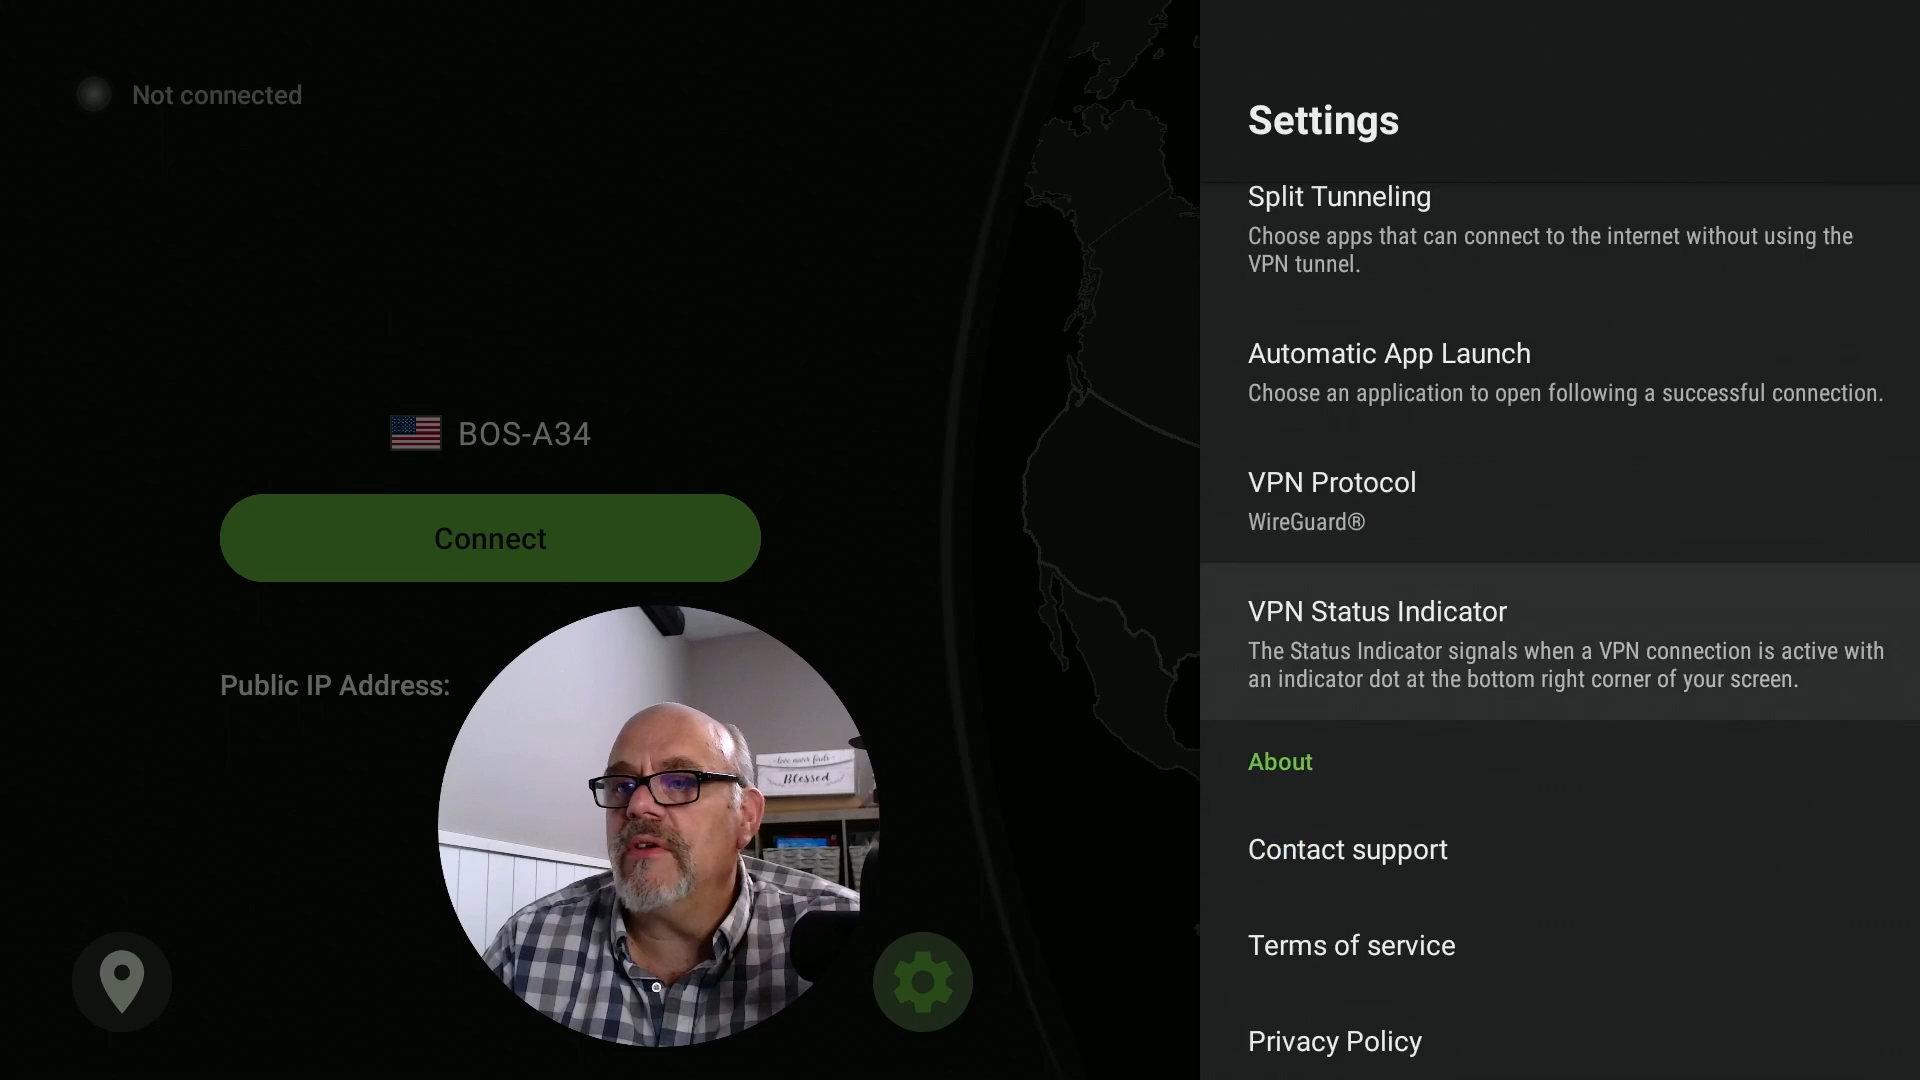 Not connected
BOS-A34
Connect
Public IP Address:
Blessed
Settings
Split Tunneling
Choose apps that can connect to the internet without using the
VPN tunnel.
Automatic App Launch
Choose an application to open following a successful connection.
VPN Protocol
WireGuard®
VPN Status Indicator
The Status Indicator signals when a VPN connection is active with
an indicator dot at the bottom right corner of your screen.
About
Contact support
Terms of service
Privacy Policy